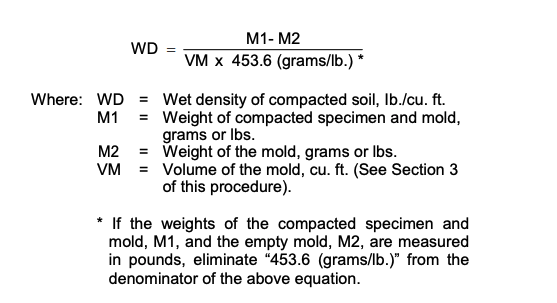 WD = M1- M2
VM x 453.6 (grams/lb.) *
Where: WD = Wet density of compacted soil, lb./cu. ft.
M1 = Weight of compacted specimen and mold,
grams or lbs.
M2 = Weight of the mold, grams or lbs.
VM = Volume of the mold, cu. ft. (See Section 3
of this procedure).
* If the weights of the compacted specimen and
mold, M1, and the empty mold, M2, are measured
in pounds, eliminate “453.6 (grams/lb.)” from the
denominator of the above equation.